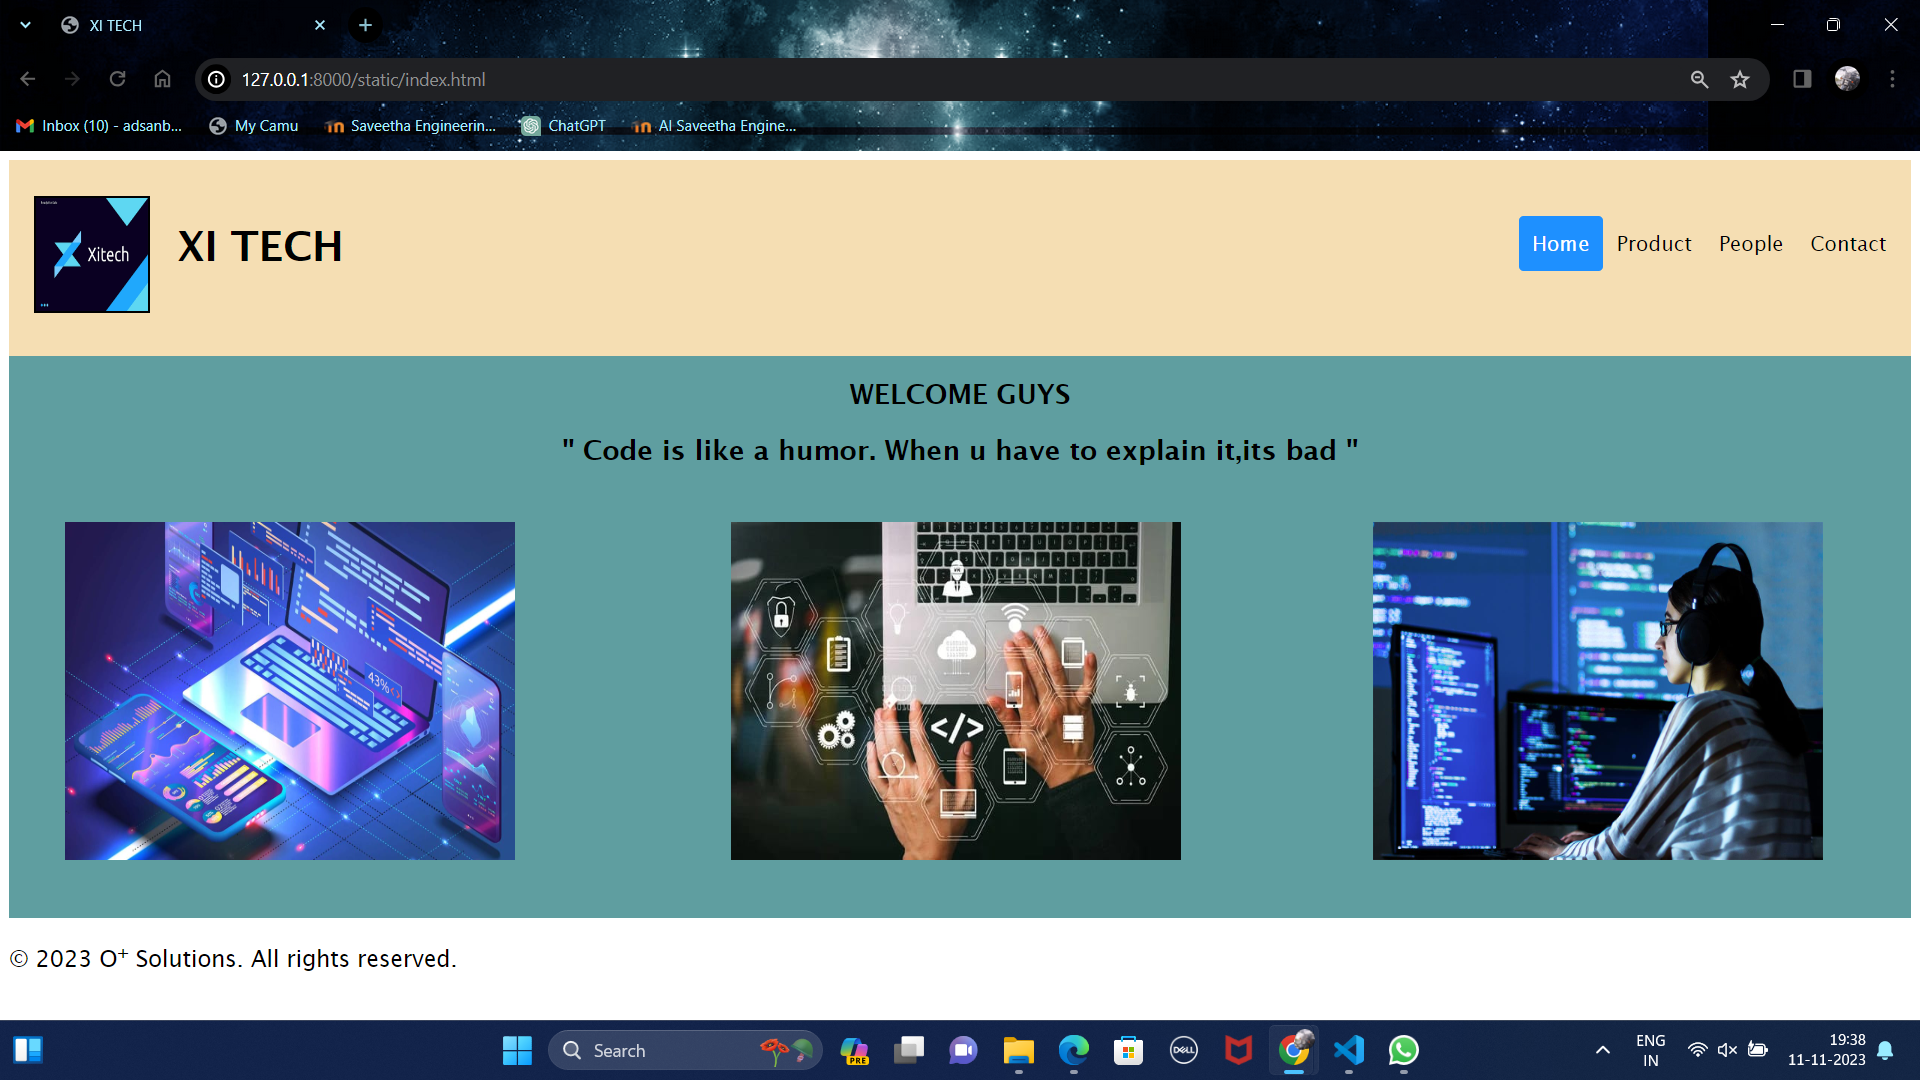 XI TECH
127.0.0.1:8000/static/index.html
Inbox (10) - adsanb... My Camu Saveetha Engineerin... ChatGPT AI Saveetha Engine...
Xitech
XI TECH
Home Product People Contact
WELCOME GUYS
" Code is like a humor. When u have to explain it,its bad "
43%
</>
© 2023 O⁺ Solutions. All rights reserved.
Search
PRE
DELL
ENG
IN
19:38
11-11-2023